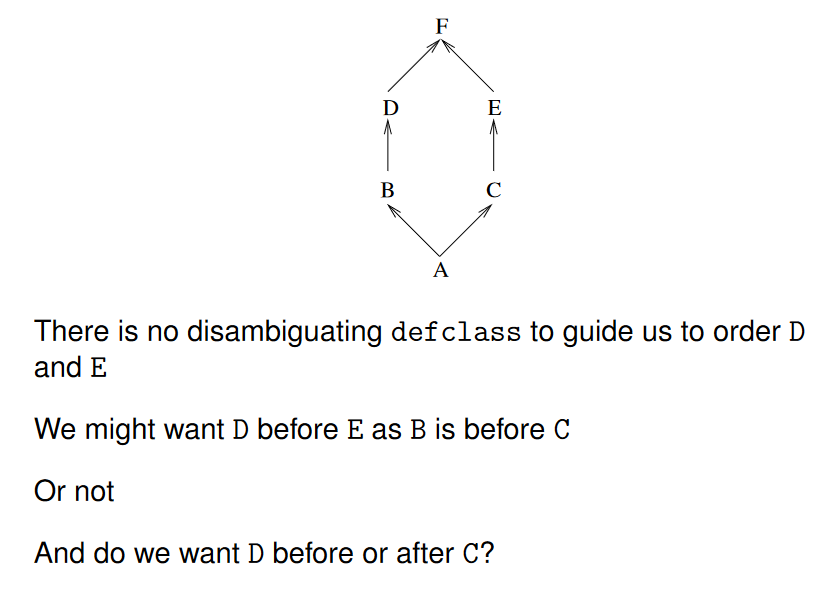 F
D E
B C
A
There is no disambiguating defclass to guide us to order D
and E
We might want D before E as B is before C
Or not
And do we want D before or after C?